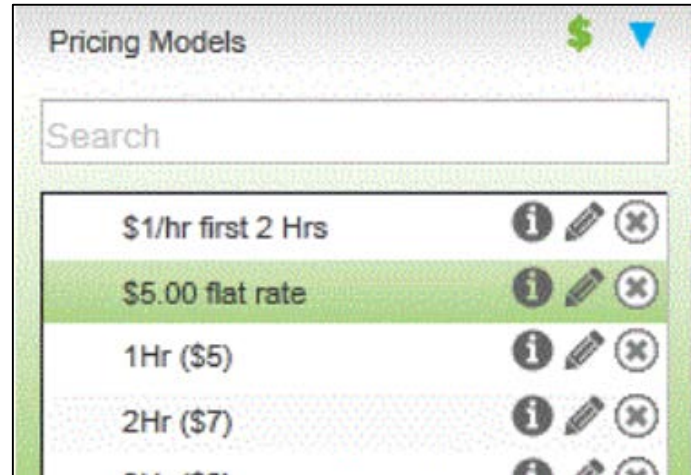 Pricing Models $
Search
$1/hr first 2 Hrs
$5.00 flat rate
1Hr ($5)
2Hr ($7)